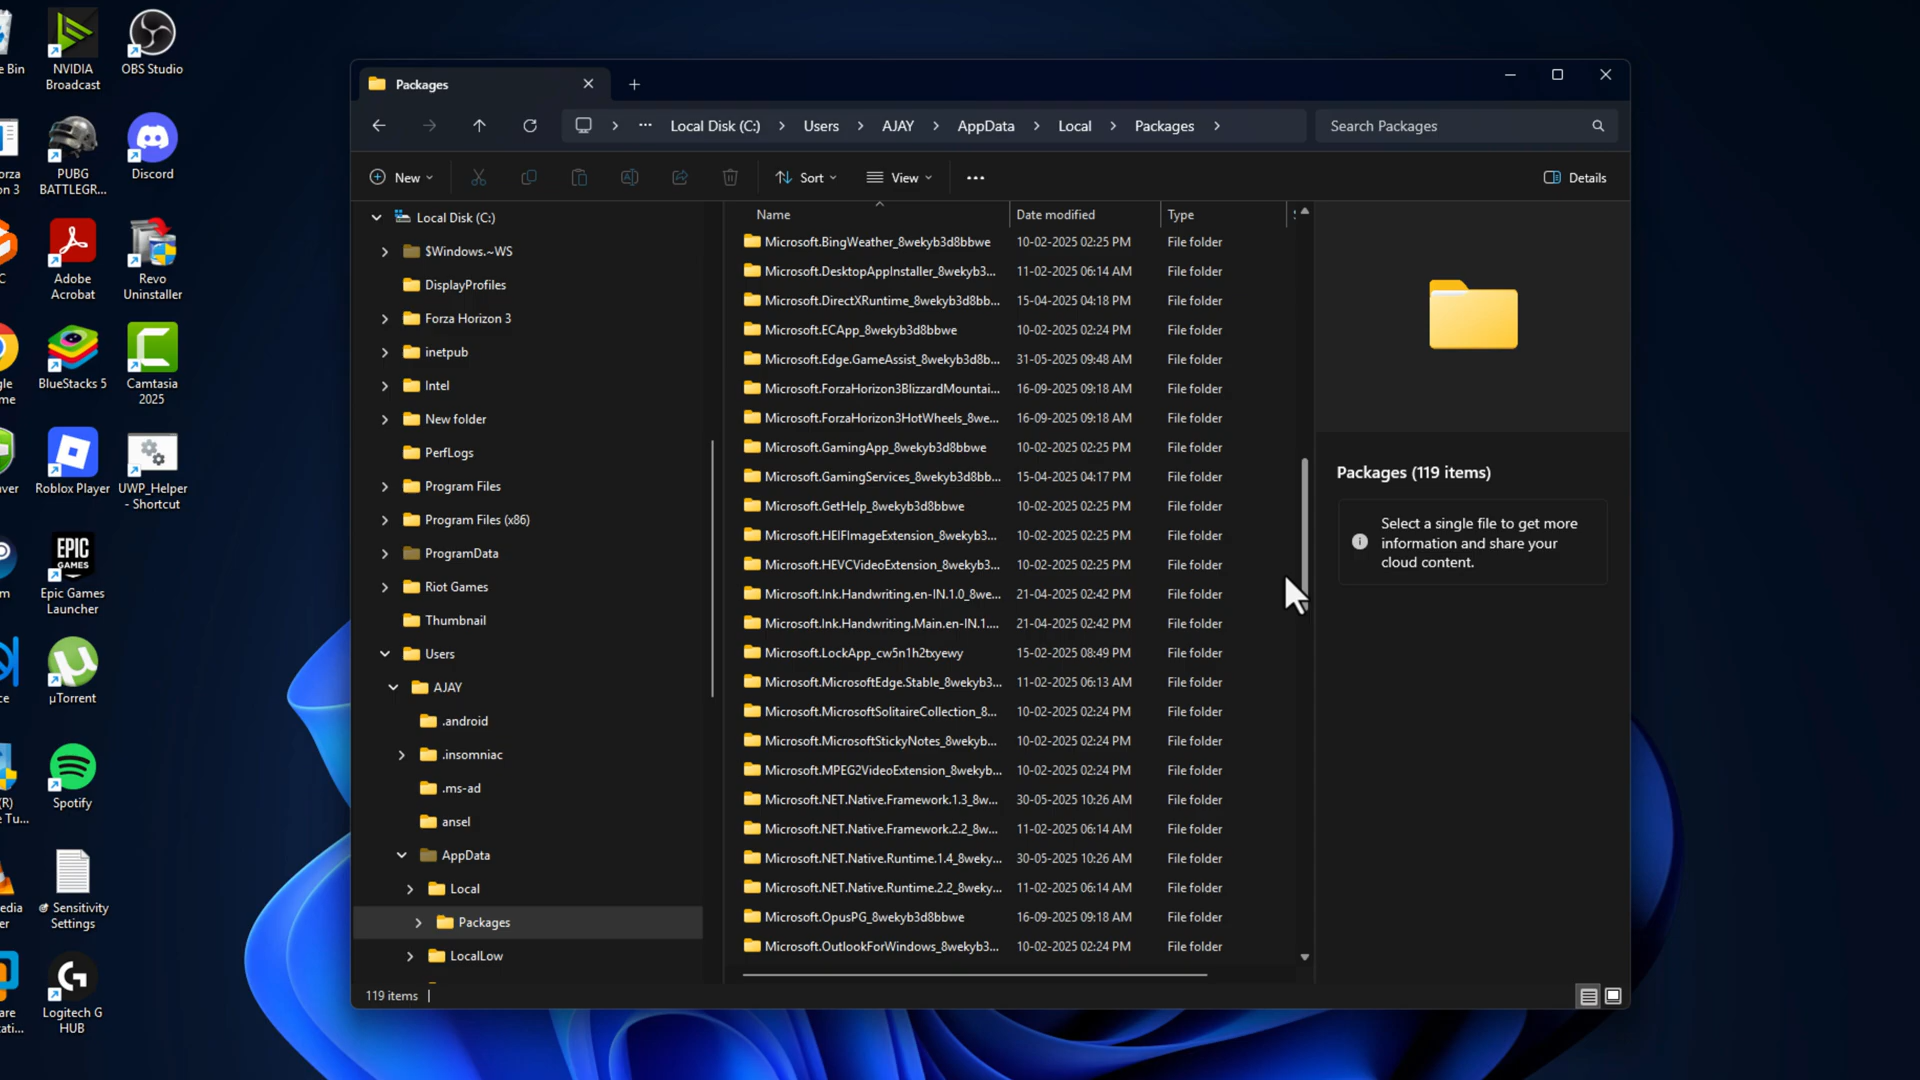 e Bin
NVIDIA
Broadcast
OBS Studio
orza
on 3
PUBG
BATTLEGR...
Discord
C
Adobe
Acrobat
Revo
Uninstaller
gle
me
BlueStacks 5
Camtasia
2025
aver
Roblox Player
UWP_Helper
- Shortcut
m
EPIC
GAMES
Epic Games
Launcher
ce
µTorrent
(R)
e Tu...
Spotify
edia
er
Sensitivity
Settings
are
tati...
Logitech G
HUB
Packages
Local Disk (C:)
Users
AJAY
AppData
Local
Packages
Search Packages
New
Sort
View
Details
Local Disk (C:)
$Windows.~WS
DisplayProfiles
Forza Horizon 3
inetpub
Intel
New folder
PerfLogs
Program Files
Program Files (x86)
ProgramData
Riot Games
Thumbnail
Users
AJAY
.android
.insomniac
.ms-ad
ansel
AppData
Local
Packages
LocalLow
Name Date modified Type
Microsoft.BingWeather_8wekyb3d8bbwe 10-02-2025 02:25 PM File folder
Microsoft.DesktopAppInstaller_8wekyb3... 11-02-2025 06:14 AM File folder
Microsoft.DirectXRuntime_8wekyb3d8bb... 15-04-2025 04:18 PM File folder
Microsoft.ECApp_8wekyb3d8bbwe 10-02-2025 02:24 PM File folder
Microsoft.Edge.GameAssist_8wekyb3d8b... 31-05-2025 09:48 AM File folder
Microsoft.ForzaHorizon3BlizzardMountai... 16-09-2025 09:18 AM File folder
Microsoft.ForzaHorizon3HotWheels_8we... 16-09-2025 09:18 AM File folder
Microsoft.GamingApp_8wekyb3d8bbwe 10-02-2025 02:25 PM File folder
Microsoft.GamingServices_8wekyb3d8bb... 15-04-2025 04:17 PM File folder
Microsoft.GetHelp_8wekyb3d8bbwe 10-02-2025 02:25 PM File folder
Microsoft.HEIFImageExtension_8wekyb3... 10-02-2025 02:25 PM File folder
Microsoft.HEVCVideoExtension_8wekyb3... 10-02-2025 02:25 PM File folder
Microsoft.Ink.Handwriting.en-IN.1.0_8we... 21-04-2025 02:42 PM File folder
Microsoft.Ink.Handwriting.Main.en-IN.1.... 21-04-2025 02:42 PM File folder
Microsoft.LockApp_cw5n1h2txyewy 15-02-2025 08:49 PM File folder
Microsoft.MicrosoftEdge.Stable_8wekyb3... 11-02-2025 06:13 AM File folder
Microsoft.MicrosoftSolitaireCollection_8... 10-02-2025 02:24 PM File folder
Microsoft.MicrosoftStickyNotes_8wekyb... 10-02-2025 02:24 PM File folder
Microsoft.MPEG2VideoExtension_8wekyb... 10-02-2025 02:24 PM File folder
Microsoft.NET.Native.Framework.1.3_8w... 30-05-2025 10:26 AM File folder
Microsoft.NET.Native.Framework.2.2_8w... 11-02-2025 06:14 AM File folder
Microsoft.NET.Native.Runtime.1.4_8weky... 30-05-2025 10:26 AM File folder
Microsoft.NET.Native.Runtime.2.2_8weky... 11-02-2025 06:14 AM File folder
Microsoft.OpusPG_8wekyb3d8bbwe 16-09-2025 09:18 AM File folder
Microsoft.OutlookForWindows_8wekyb3... 10-02-2025 02:24 PM File folder
Packages (119 items)
Select a single file to get more
information and share your
cloud content.
119 items